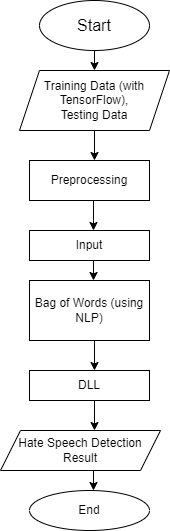 Start
Training Data (with
TensorFlow),
Testing Data
Preprocessing
Input
Bag of Words (using
NLP)
DLL
Hate Speech Detection
Result
End